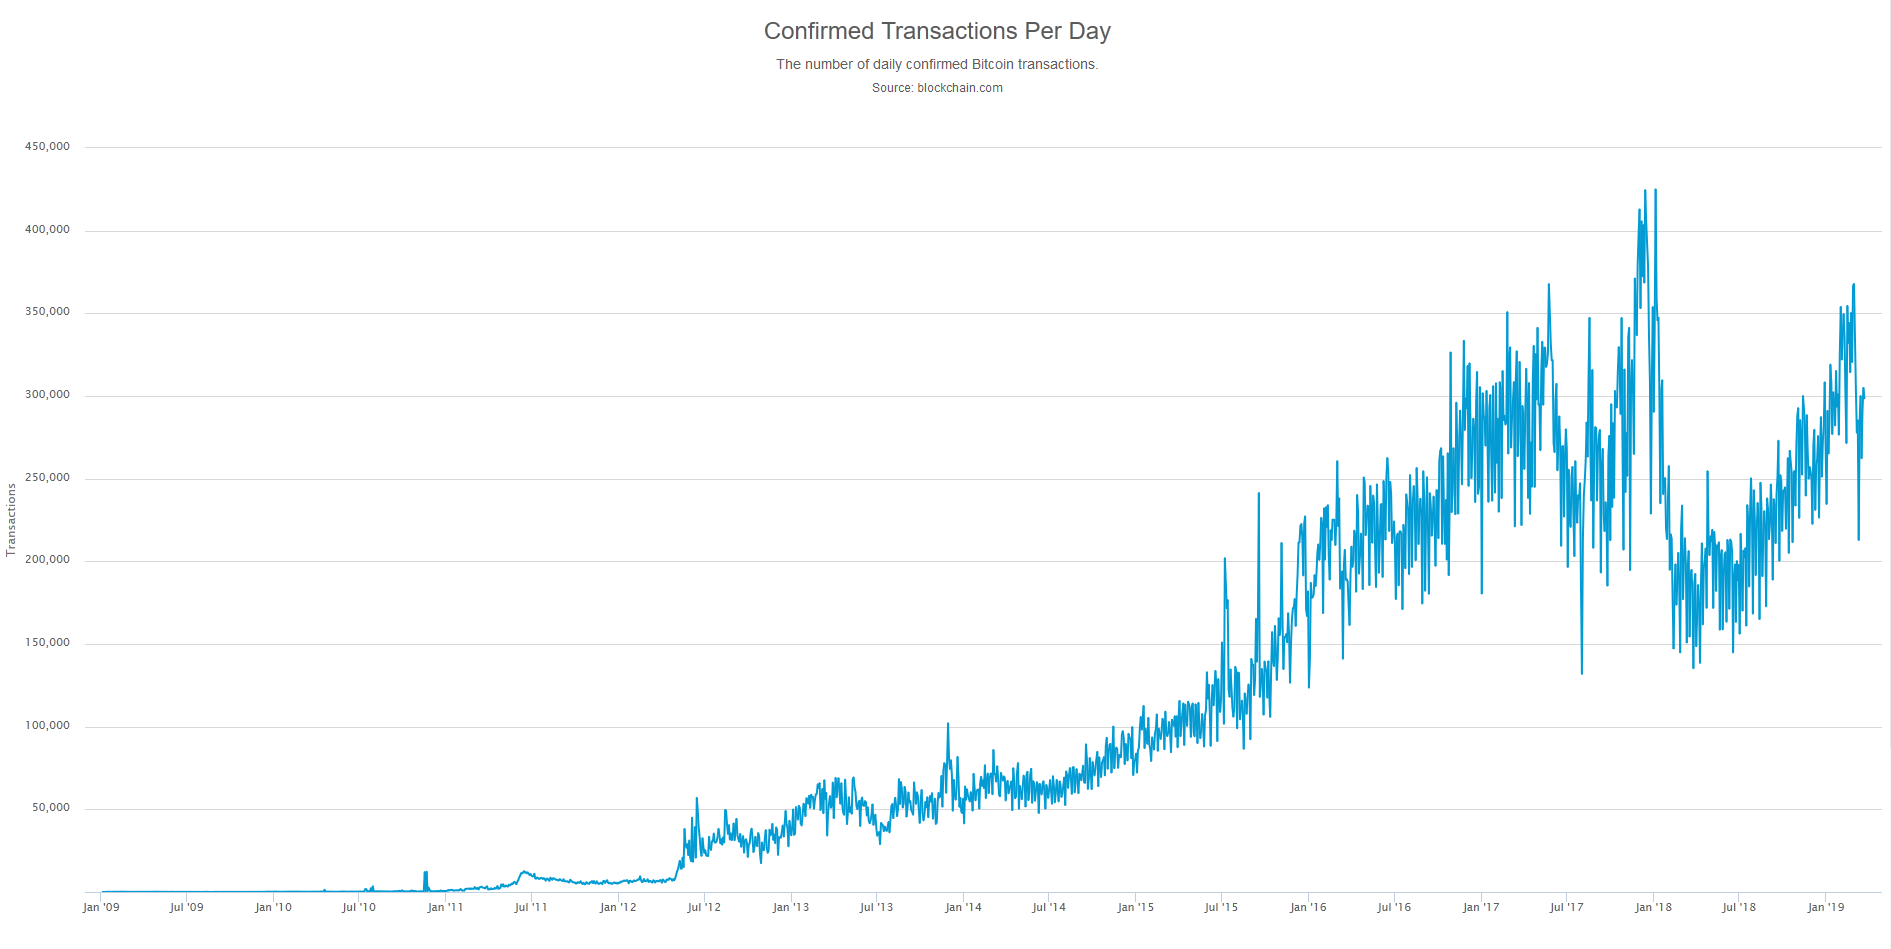 Confirmed Transactions Per Day
The number of daily confirmed Bitcoin transactions.
Source: blockchain.com
450,000
400,000
350,000
300,000
250,000
200,000
150,000
100,000
50,000
Transactions
Jan '09 Jul '09 Jan '10 Jul '10 Jan '11 Jul '11 Jan '12 Jul '12 Jan '13 Jul '13 Jan '14 Jul '14 Jan '15 Jul '15 Jan '16 Jul '16 Jan '17 Jul '17 Jan '18 Jul '18 Jan '19